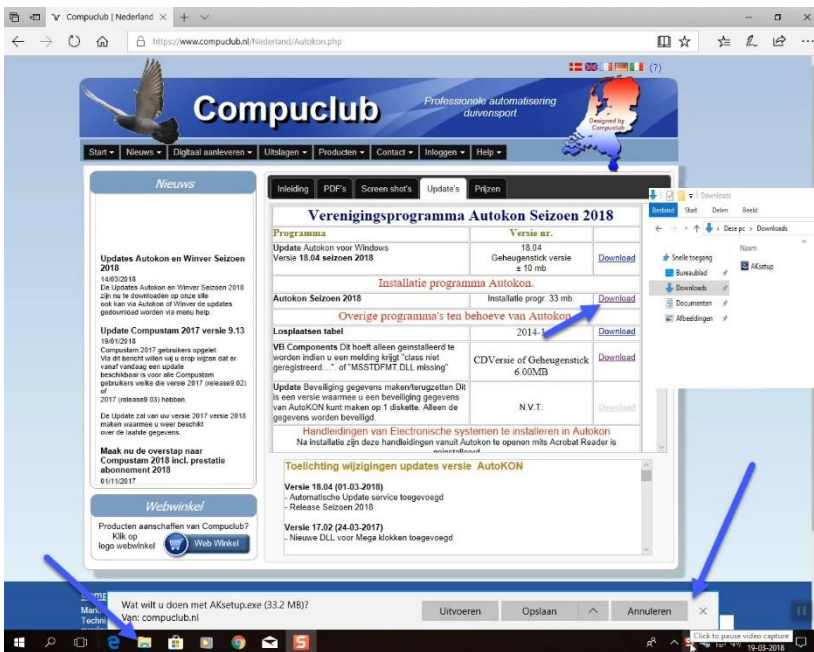 Compuclub | Nederland
https://www.compuclub.nl/Nederland/Autokon.php
(?)
Compuclub
Professionele automatisering
duivensport
Designed by
Compuclub
Start
Nieuws
Digitaal aanleveren
Uitslagen
Producten
Contact
Inloggen
Help
Nieuws
Updates Autokon en Winver Seizoen
2018
14/03/2018
De Updates Autokon en Winver Seizoen
zijn nu te downloaden op onze site
ook kan via Autokon of Winver de updates
gedownload worden via menu help.
Update Compustam 2017 versie 9.13
19/01/2018
Compustam 2017 gebruikers opgelet:
Via dit bericht willen wij u erop wijzen dat er
vanaf vandaag een update
beschikbaar is voor alle Compustam
gebruikers welke die versie 2017 (release9.02)
of
2017 (release9.03) hebben.
De Update zal van uw versie 2017 versie 2018
maken waarmee u weer beschikt
over de laatste gegevens.
Maak nu de overstap naar
Compustam 2018 incl. prestatie
abonnement 2018
01/11/2017
Webwinkel
Producten aanschaffen van Compuclub?
Klik op
logo webwinkel
Web Winkel
Inleiding
PDF's
Screen shot's
Update's
Prijzen
Verenigingsprogramma Autokon Seizoen 2018
Programma
Versie nr.
Update Autokon voor Windows
Versie 18.04 seizoen 2018
18.04
Geheugenstick versie
± 10 mb
Download
Installatie programma Autokon.
Autokon Seizoen 2018
Installatie progr. 33 mb.
Download
Overige programma's ten behoeve van Autokon
Losplaatsen tabel
2014-1
Download
VB Components Dit hoeft alleen geinstalleerd te
worden indien u een melding krijgt "class niet
geregistreerd....". of "MSSTDFMT.DLL missing"
CDVersie of Geheugenstick
6.00MB
Download
Update Beveiliging gegevens maken/terugzetten Dit
is een versie waarmee u een beveiliging gegevens
van AutoKON kunt maken op 1 diskette. Alleen de
gegevens worden beveiligd.
N.V.T.
Download
Handleidingen van Electronische systemen te installeren in Autokon
Na installatie zijn deze handleidingen vanuit Autokon te openen mits Acrobat Reader is
geinstalleerd
Toelichting wijzigingen updates versie AutoKON
Versie 18.04 (01-03-2018)
- Automatische Update service toegevoegd
- Release Seizoen 2018
Versie 17.02 (24-03-2017)
- Nieuwe DLL voor Mega klokken toegevoegd
Downloads
Bestand
Start
Delen
Beeld
Deze pc
Downloads
Naam
Snelle toegang
Bureaublad
Downloads
Documenten
Afbeeldingen
AKsetup
Wat wilt u doen met AKsetup.exe (33.2 MB)?
Van: compuclub.nl
Uitvoeren
Opslaan
Annuleren
Click to pause video capture
19-03-2018